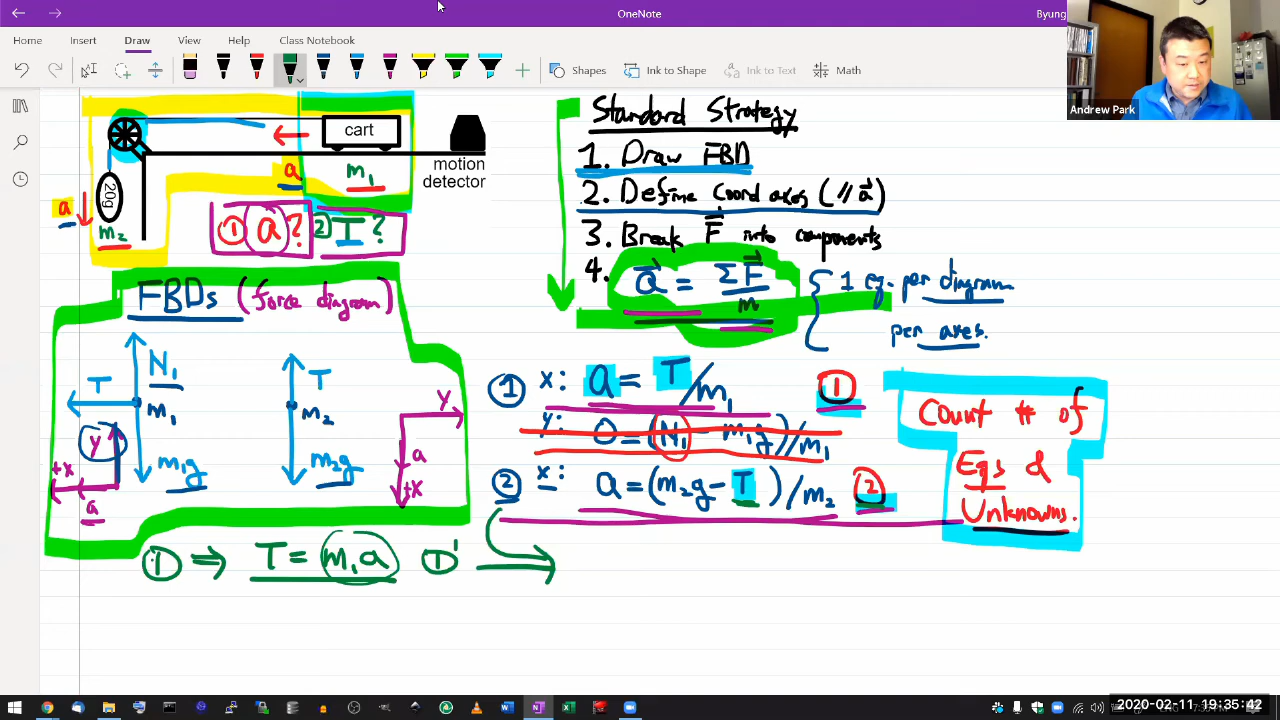 OneNote
Byung
Home Insert Draw View Help Class Notebook
Shapes Ink to Shape Ink to Text Math
Andrew Park
cart
motion
detector
20g
a
a
m1
m2
① a? ② T?
Standard Strategy
1. Draw FBD
2. Define Coord axes (// a)
3. Break F into components
4. a = ΣF/m
1 eq. per diagram
per axes.
FBDs (force diagram)
N1
T
m1
y
m1g
+x
a
T
m2
m2g
y
a
+x
① x: a = T/m1 ①
y: 0 = (N1 - m1g)/m1
② x: a = (m2g - T)/m2 ②
Count # of
Eqs &
Unknowns.
① ⇒ T = m1a ①'
2020-02-11 19:35:42